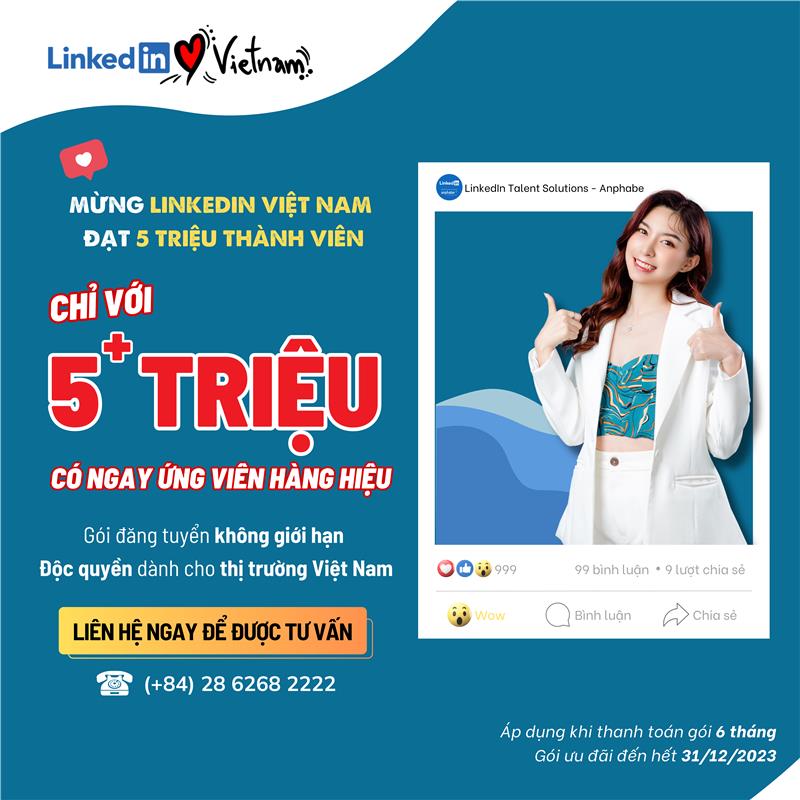 Linkedin Vietnam!
MỪNG LINKEDIN VIỆT NAM
ĐẠT 5 TRIỆU THÀNH VIÊN
CHỈ VỚI
5+ TRIỆU
CÓ NGAY ỨNG VIÊN HÀNG HIỆU
Gói đăng tuyển không giới hạn
Độc quyền dành cho thị trường Việt Nam
LIÊN HỆ NGAY ĐỂ ĐƯỢC TƯ VẤN
(+84) 28 6268 2222
Linkedin
anphabe
LinkedIn Talent Solutions - Anphabe
999
99 bình luận • 9 lượt chia sẻ
Wow
Bình luận
Chia sẻ
Áp dụng khi thanh toán gói 6 tháng
Gói ưu đãi đến hết 31/12/2023